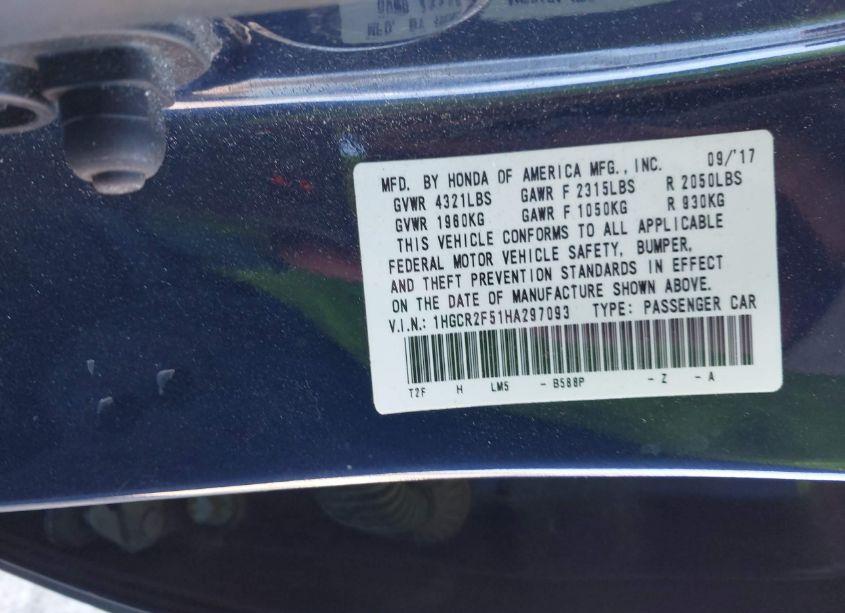 MFD. BY HONDA OF AMERICA MFG., INC. 09/'17
GVWR 4321LBS GAWR F 2315LBS R 2050LBS
GVWR 1960KG GAWR F 1050KG R 930KG
THIS VEHICLE CONFORMS TO ALL APPLICABLE
FEDERAL MOTOR VEHICLE SAFETY, BUMPER,
AND THEFT PREVENTION STANDARDS IN EFFECT
ON THE DATE OF MANUFACTURE SHOWN ABOVE.
V.I.N.: 1HGCR2F51HA297093 TYPE: PASSENGER CAR
T2F H LM5 - B588P - Z - A